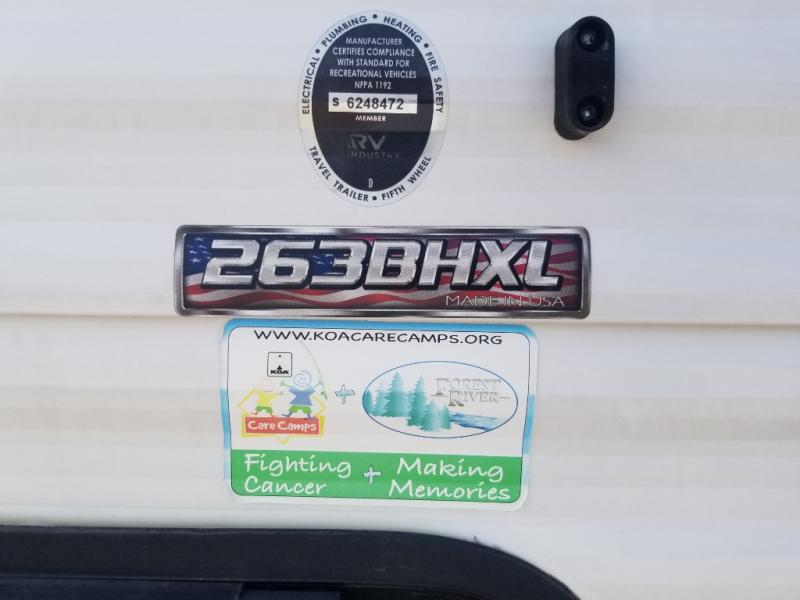 ELECTRICAL • PLUMBING • HEATING • FIRE SAFETY
MANUFACTURER
CERTIFIES COMPLIANCE
WITH STANDARD FOR
RECREATIONAL VEHICLES
NFPA 1192
S 6248472
MEMBER
RV
INDUSTRY
D
TRAVEL TRAILER • FIFTH WHEEL
263BHXL
MADE IN USA
WWW.KOACARECAMPS.ORG
KOA
Care Camps
+
FOREST
RIVER
Fighting + Making
Cancer Memories